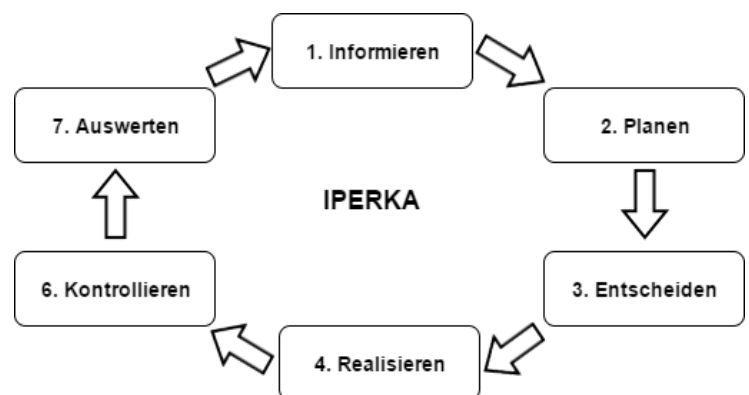 1. Informieren
7. Auswerten
2. Planen
IPERKA
6. Kontrollieren
3. Entscheiden
4. Realisieren